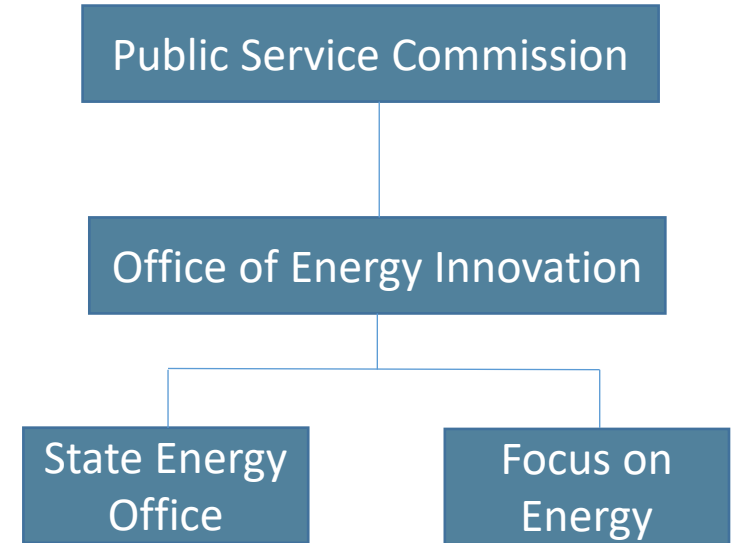 Public Service Commission
Office of Energy Innovation
State Energy
Office
Focus on
Energy